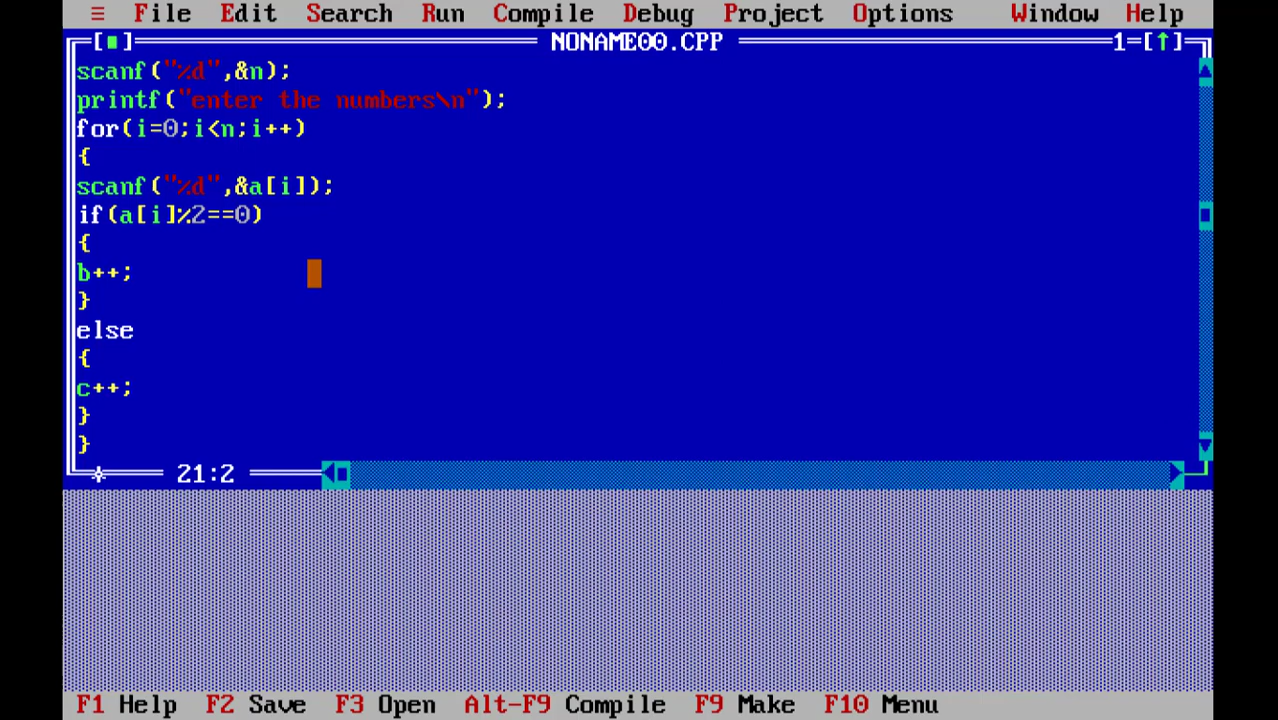 ≡ File Edit Search Run Compile Debug Project Options Window Help
[■] NONAME00.CPP 1=[↑]
scanf("%d",&n);
printf("enter the numbers\n");
for(i=0;i<n;i++)
{
scanf("%d",&a[i]);
if(a[i]%2==0)
{
b++;
}
else
{
c++;
}
}
21:2
F1 Help F2 Save F3 Open Alt-F9 Compile F9 Make F10 Menu